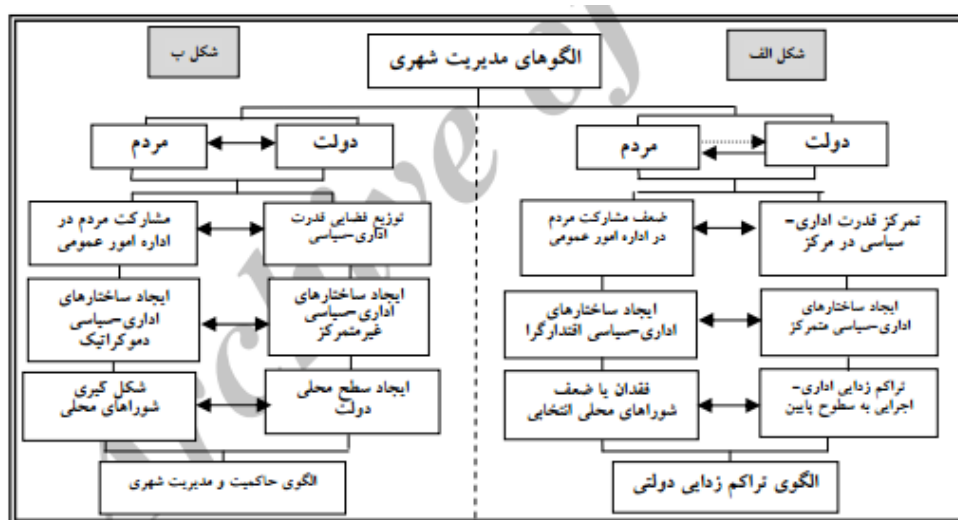 شکل الف
الگوهای مدیریت شهری
شکل ب
دولت
مردم
تمرکز قدرت اداری-
سیاسی در مرکز
ضعف مشارکت مردم
در اداره امور عمومی
ایجاد ساختارهای
اداری-سیاسی متمرکز
ایجاد ساختارهای
اداری-سیاسی اقتدارگرا
تراکم زدایی اداری-
اجرایی به سطوح پایین
فقدان یا ضعف
شوراهای محلی انتخابی
الگوی تراکم زدایی دولتی
دولت
مردم
توزیع فضایی قدرت
اداری-سیاسی
مشارکت مردم در
اداره امور عمومی
ایجاد ساختارهای
اداری-سیاسی
غیرمتمرکز
ایجاد ساختارهای
اداری-سیاسی
دموکراتیک
ایجاد سطح محلی
دولت
شکل گیری
شوراهای محلی
الگوی حاکمیت و مدیریت شهری
Archive of